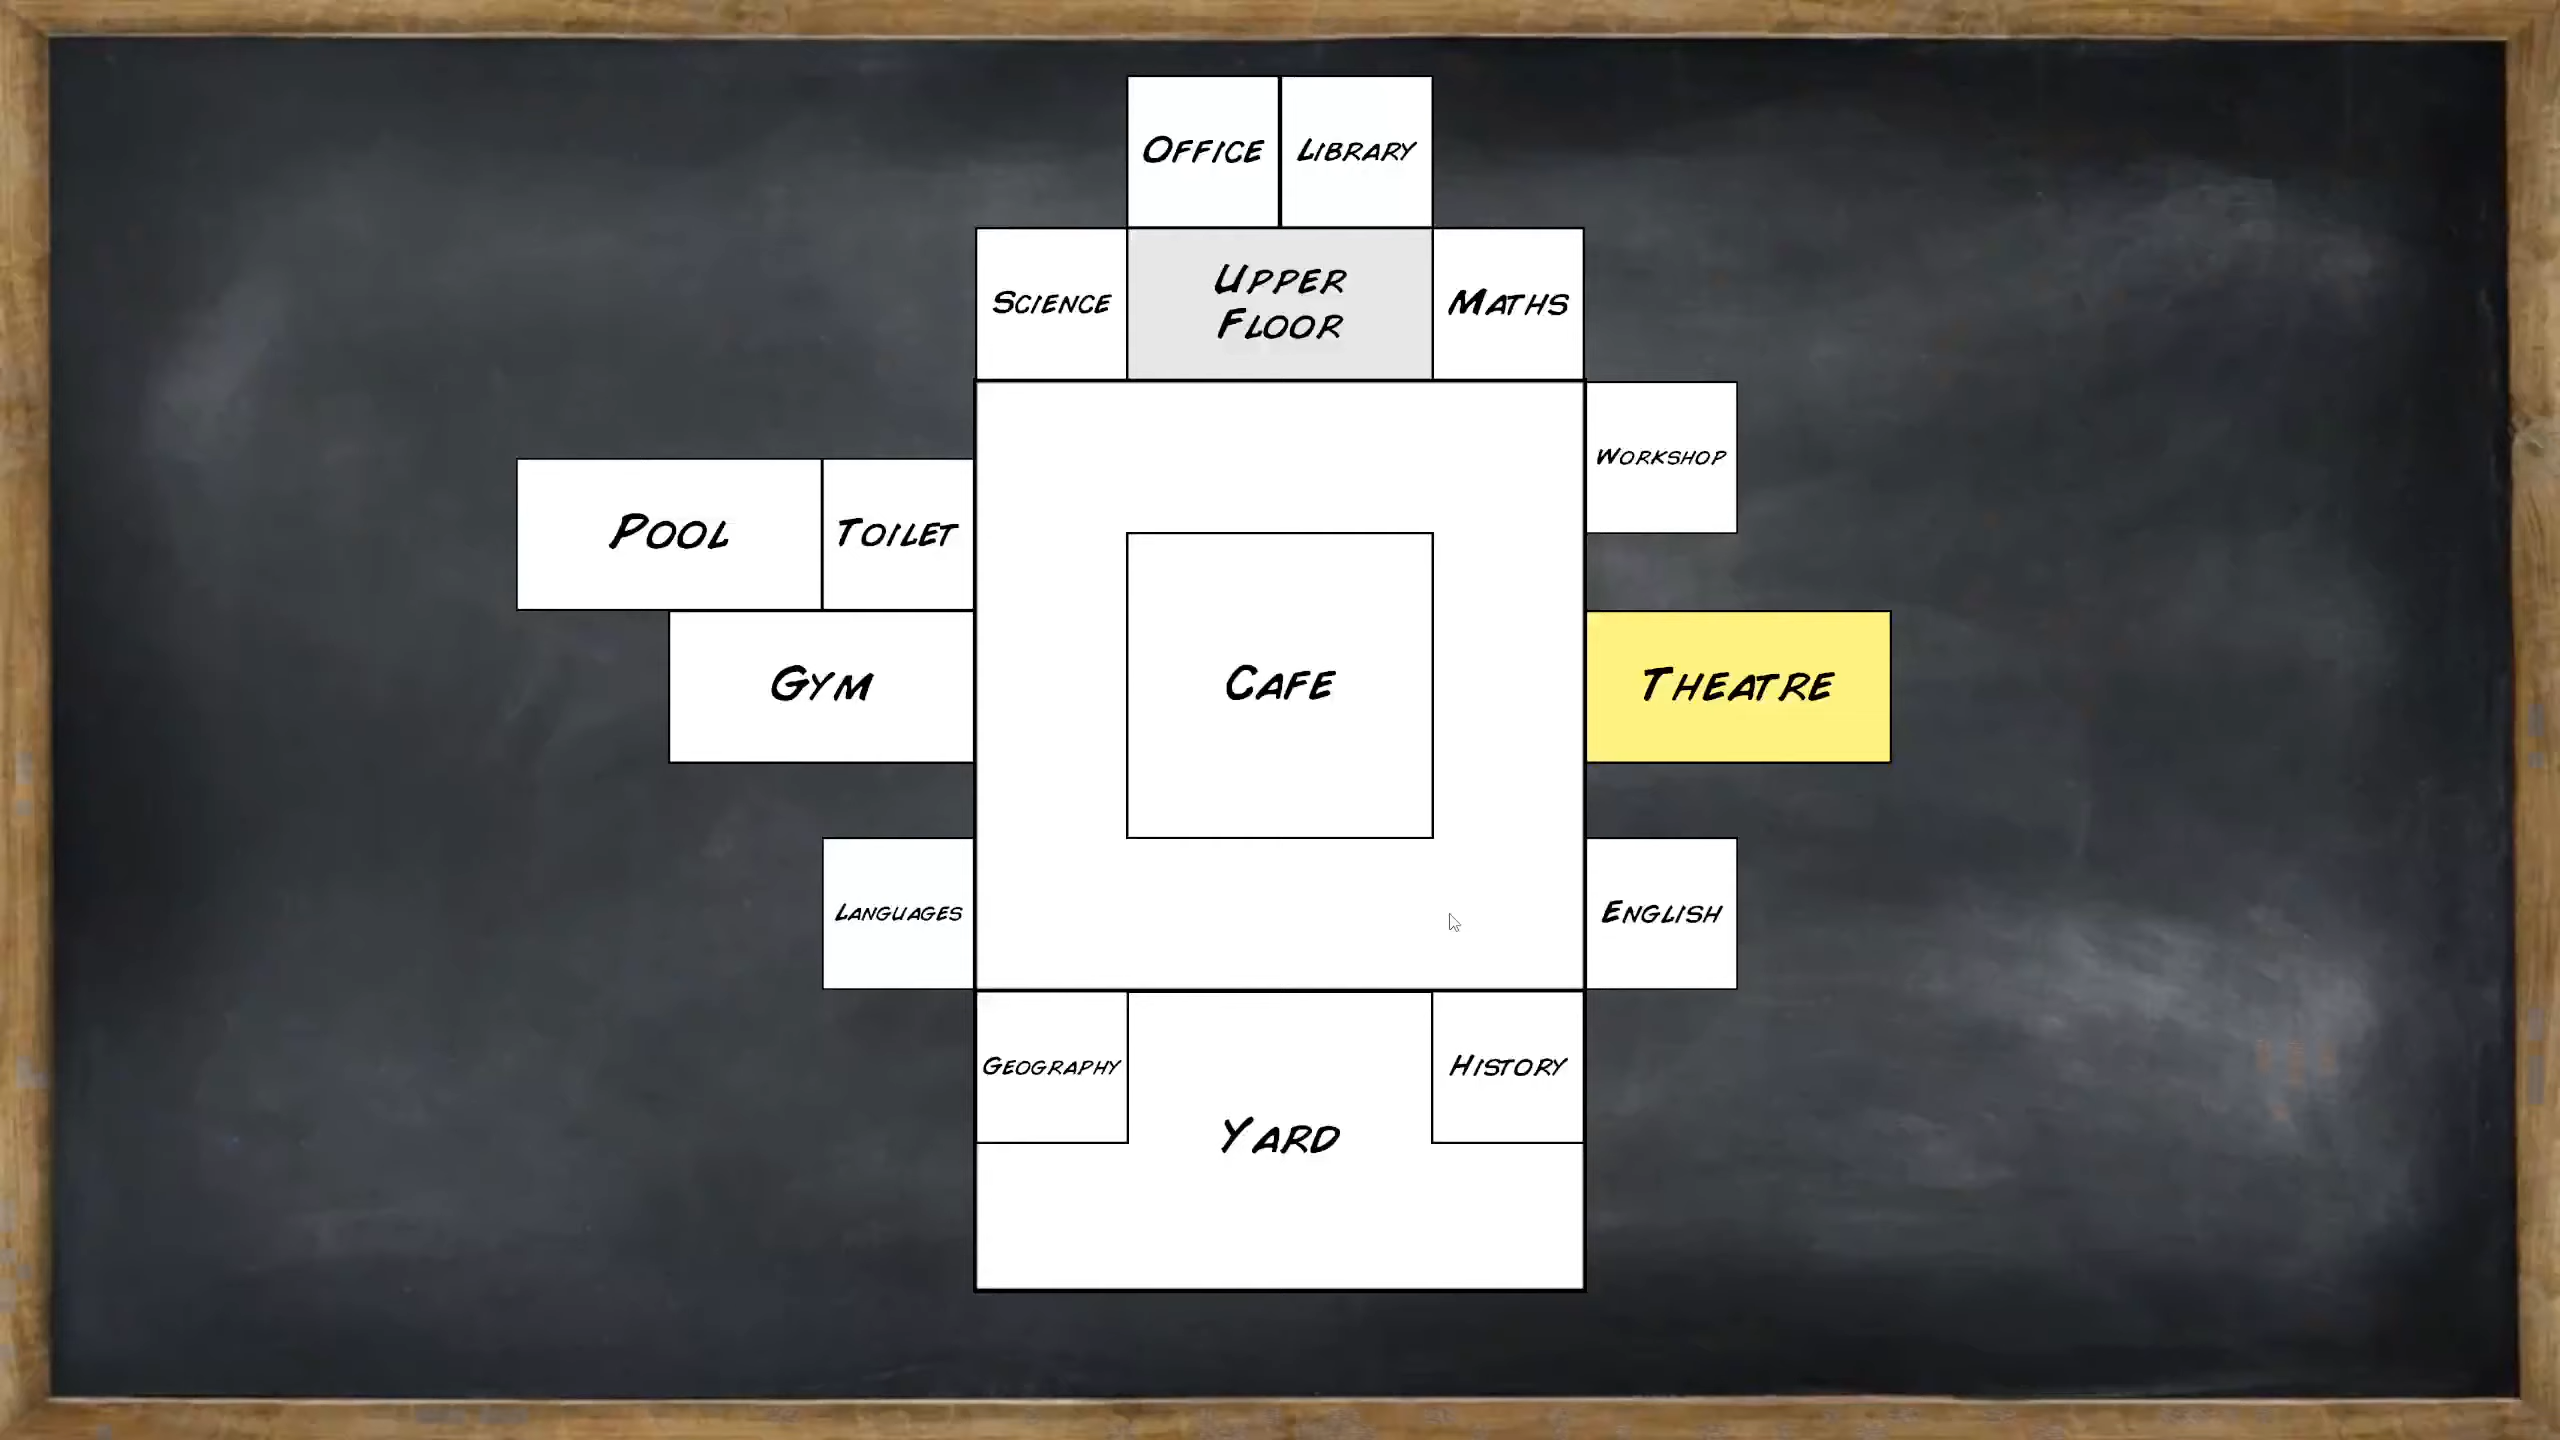 OFFICE
LIBRARY
SCIENCE
UPPER
FLOOR
MATHS
WORKSHOP
POOL
TOILET
GYM
CAFE
THEATRE
LANGUAGES
ENGLISH
GEOGRAPHY
HISTORY
YARD